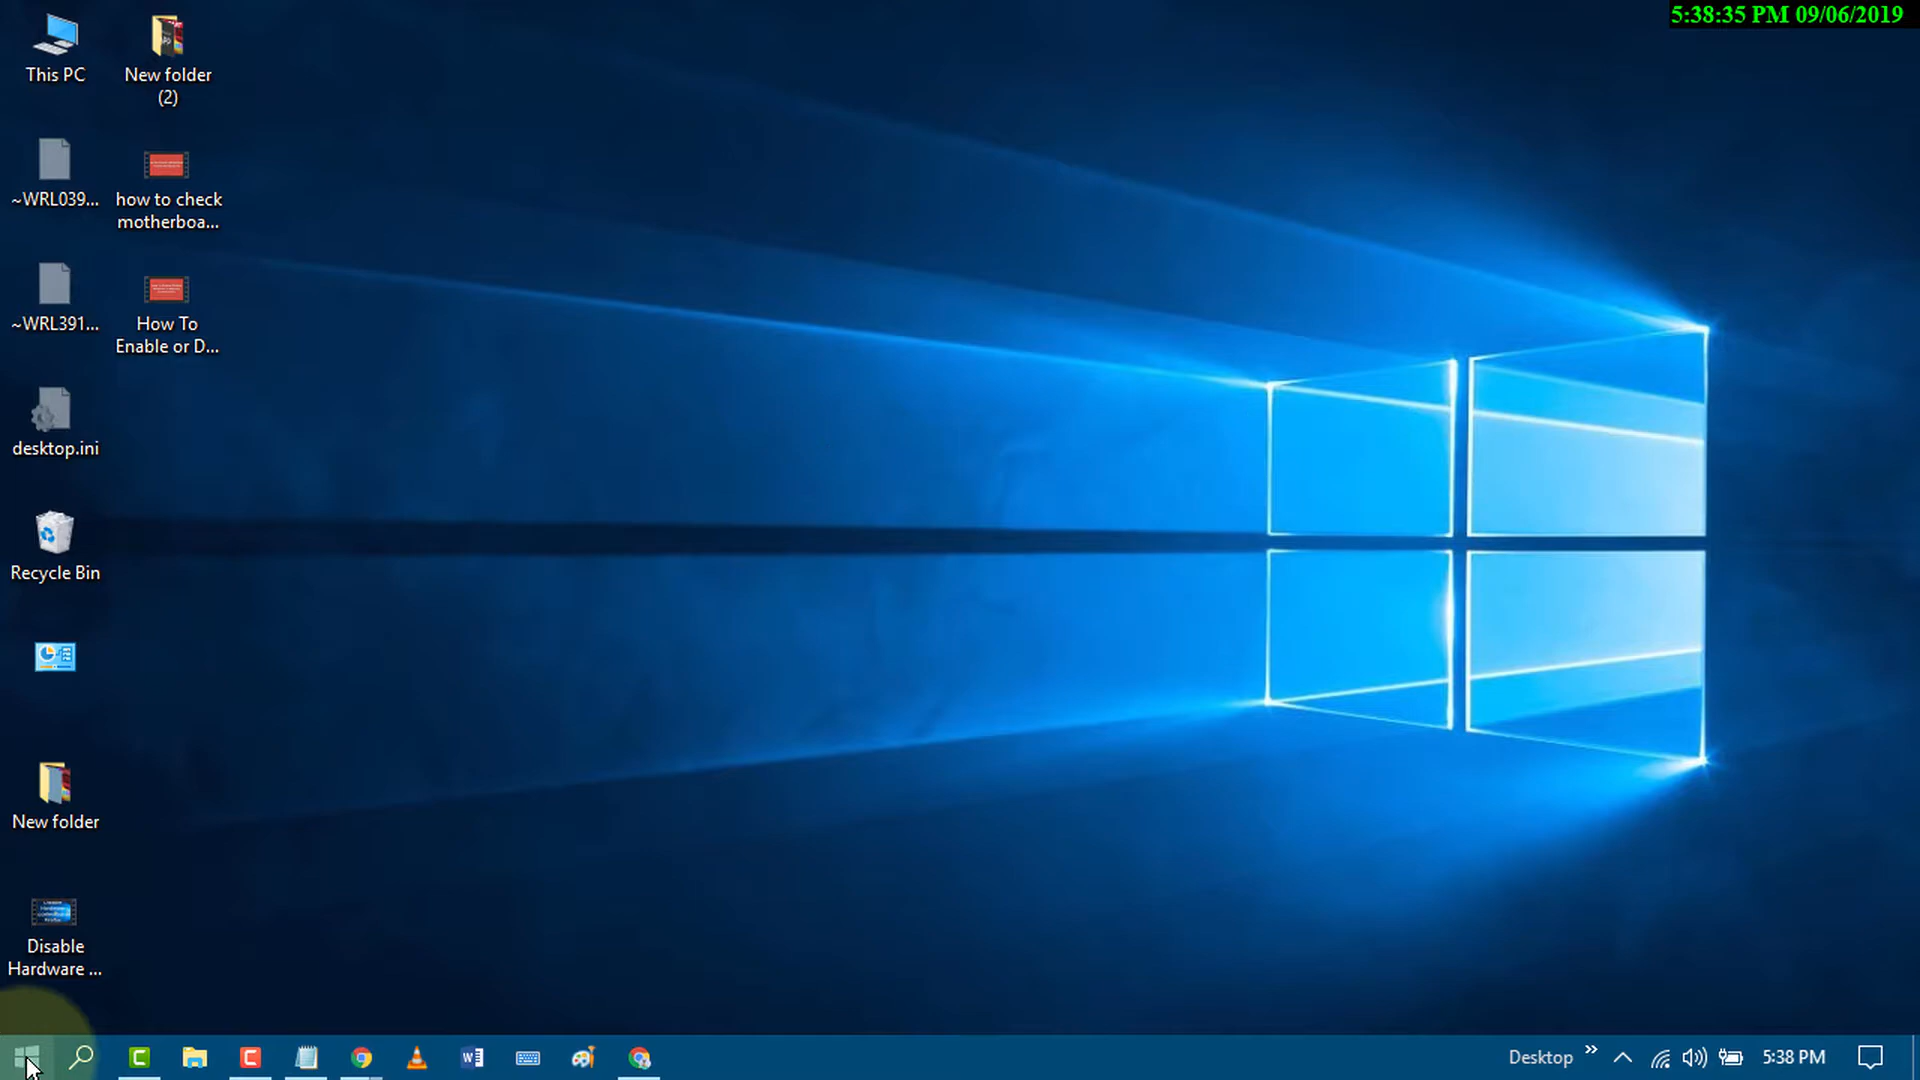 5:38:35 PM 09/06/2019
This PC
New folder
(2)
~WRL039...
how to check
motherboa...
~WRL391...
How To
Enable or D...
desktop.ini
Recycle Bin
New folder
Disable
Hardware ...
Desktop
5:38 PM